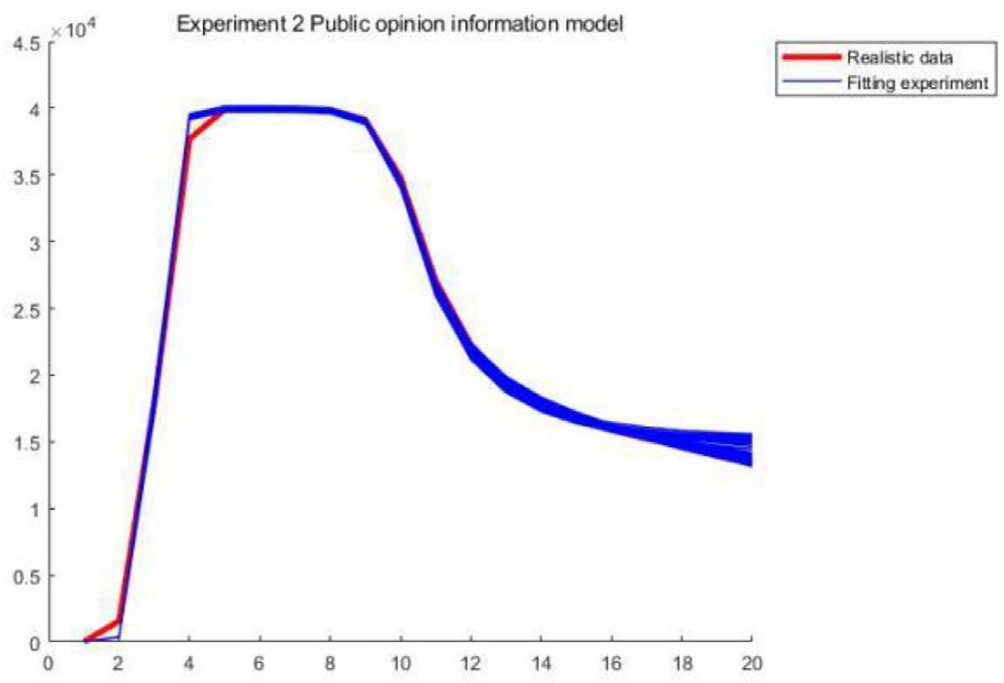 Experiment 2 Public opinion information model
×10⁴
4.5
4
3.5
3
2.5
2
1.5
1
0.5
0
0 2 4 6 8 10 12 14 16 18 20
Realistic data
Fitting experiment